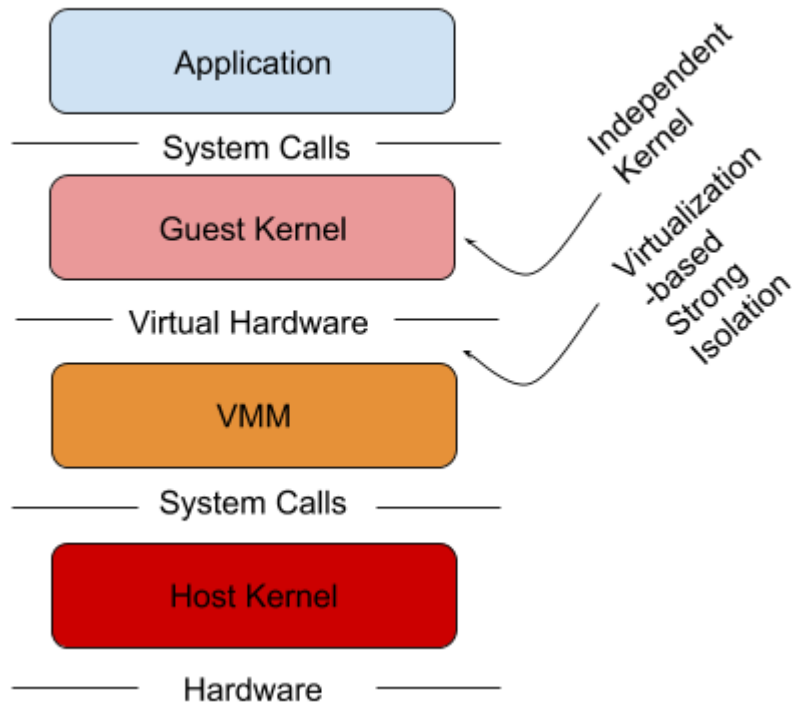 Application
System Calls
Guest Kernel
Virtual Hardware
VMM
System Calls
Host Kernel
Hardware
Independent
Kernel
Virtualization
-based
Strong
Isolation